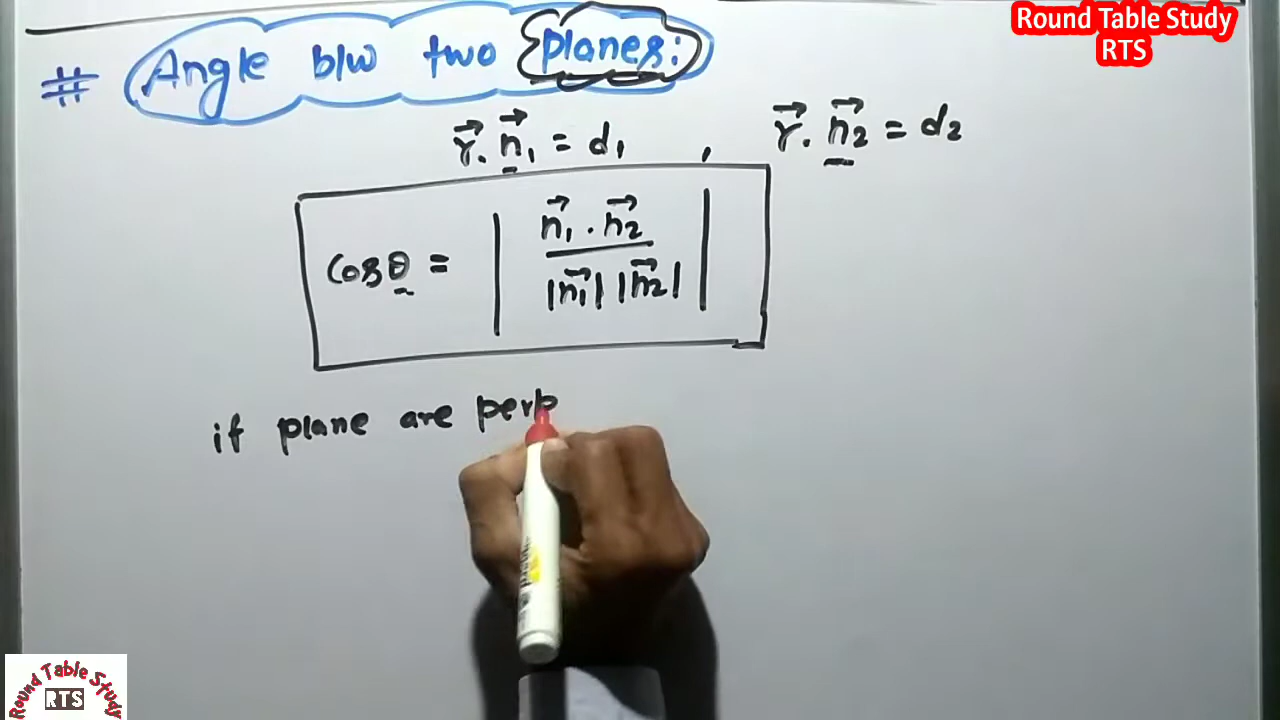 Round Table Study
RTS
# Angle b/w two planes:
r⃗. n⃗₁ = d₁ , r⃗. n⃗₂ = d₂
cosθ = | n⃗₁ . n⃗₂ / |n⃗₁| |n⃗₂| |
if plane are perp
Round Table Study
RTS